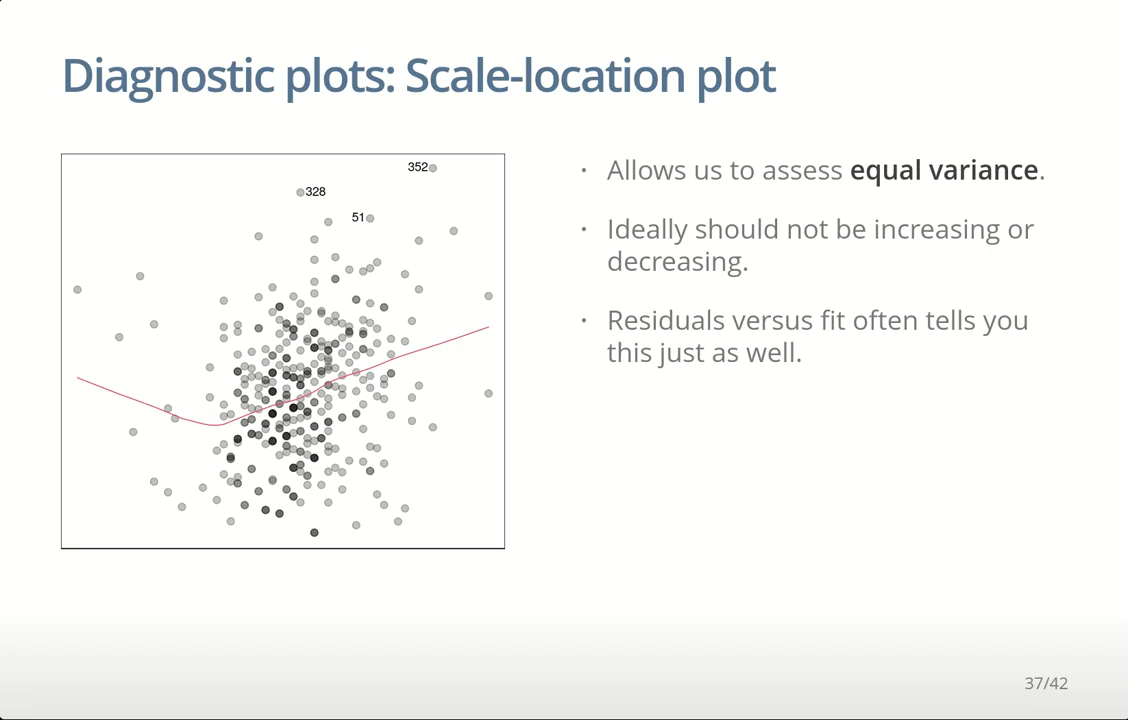 Diagnostic plots: Scale-location plot
352
328
51
· Allows us to assess equal variance.
· Ideally should not be increasing or
decreasing.
· Residuals versus fit often tells you
this just as well.
37/42